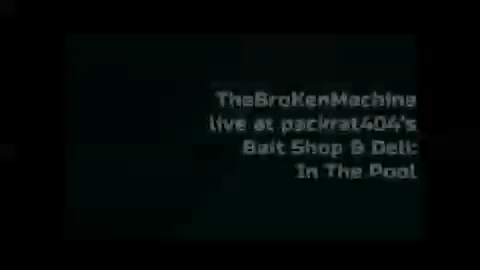 TheBroKenMachine
live at packrat404's
Bait Shop & Deli:
In The Pool